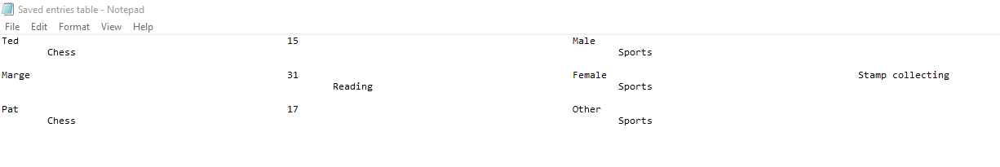 Saved entries table - Notepad
File Edit Format View Help
Ted 15 Male
Chess Sports
Marge 31 Female Stamp collecting
Reading Sports
Pat 17 Other
Chess Sports